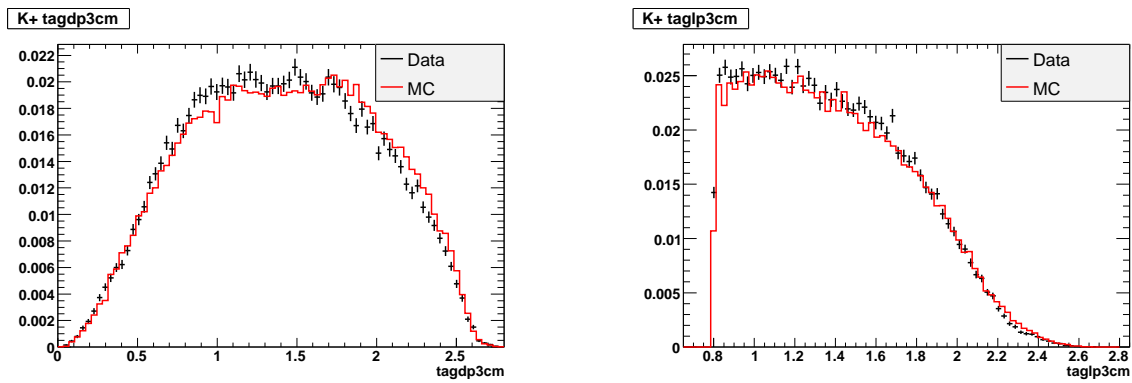 K+ tagdp3cm
Data
MC
0.022
0.02
0.018
0.016
0.014
0.012
0.01
0.008
0.006
0.004
0.002
0
0 0.5 1 1.5 2 2.5
tagdp3cm
K+ taglp3cm
Data
MC
0.025
0.02
0.015
0.01
0.005
0
0.8 1 1.2 1.4 1.6 1.8 2 2.2 2.4 2.6 2.8
taglp3cm